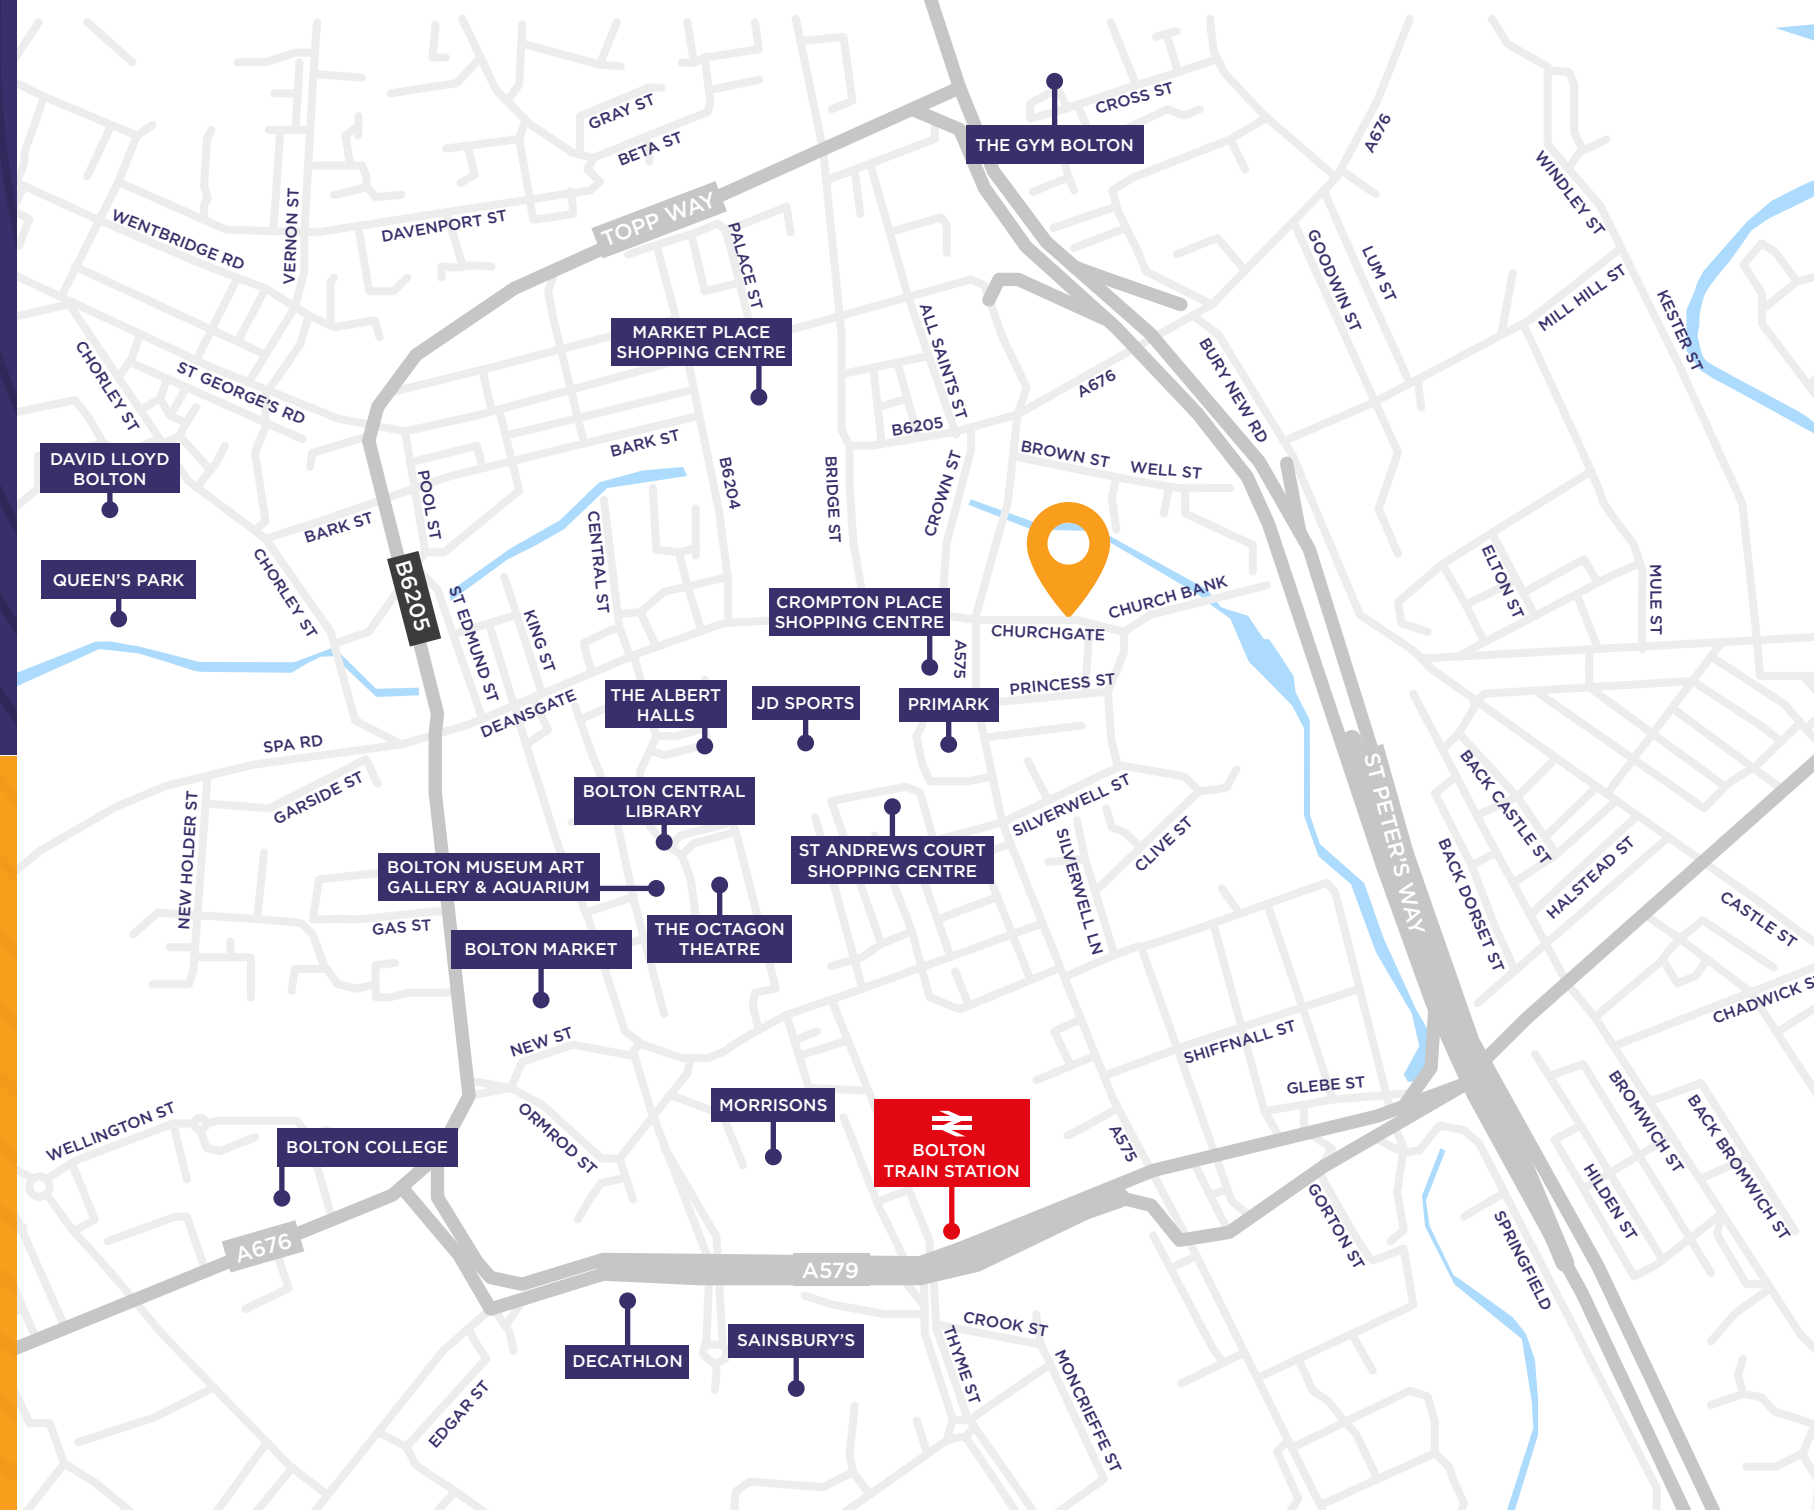 GRAY ST
BETA ST
CROSS ST
THE GYM BOLTON
A676
WINDLEY ST
WENTBRIDGE RD
VERNON ST
DAVENPORT ST
TOPP WAY
PALACE ST
GOODWIN ST
LUM ST
MILL HILL ST
KESTER ST
MARKET PLACE
SHOPPING CENTRE
ALL SAINTS ST
A676
BURY NEW RD
CHORLEY ST
ST GEORGE'S RD
B6205
BARK ST
BROWN ST
WELL ST
DAVID LLOYD
BOLTON
POOL ST
B6204
BRIDGE ST
CROWN ST
BARK ST
CENTRAL ST
CHORLEY ST
B6205
QUEEN'S PARK
ST EDMUND ST
KING ST
CROMPTON PLACE
SHOPPING CENTRE
CHURCH BANK
CHURCHGATE
ELTON ST
MULE ST
A575
PRINCESS ST
DEANSGATE
THE ALBERT
HALLS
JD SPORTS
PRIMARK
SPA RD
GARSIDE ST
NEW HOLDER ST
BOLTON CENTRAL
LIBRARY
SILVERWELL ST
CLIVE ST
SILVERWELL LN
ST PETER'S WAY
BACK CASTLE ST
HALSTEAD ST
BACK DORSET ST
CASTLE ST
ST ANDREWS COURT
SHOPPING CENTRE
BOLTON MUSEUM ART
GALLERY & AQUARIUM
GAS ST
THE OCTAGON
THEATRE
BOLTON MARKET
CHADWICK S
NEW ST
SHIFFNALL ST
GLEBE ST
BROMWICH ST
BACK BROMWICH ST
MORRISONS
ORMROD ST
WELLINGTON ST
BOLTON COLLEGE
BOLTON
TRAIN STATION
A575
HILDEN ST
GORTON ST
SPRINGFIELD
A676
A579
CROOK ST
THYME ST
MONCRIEFFE ST
SAINSBURY'S
DECATHLON
EDGAR ST